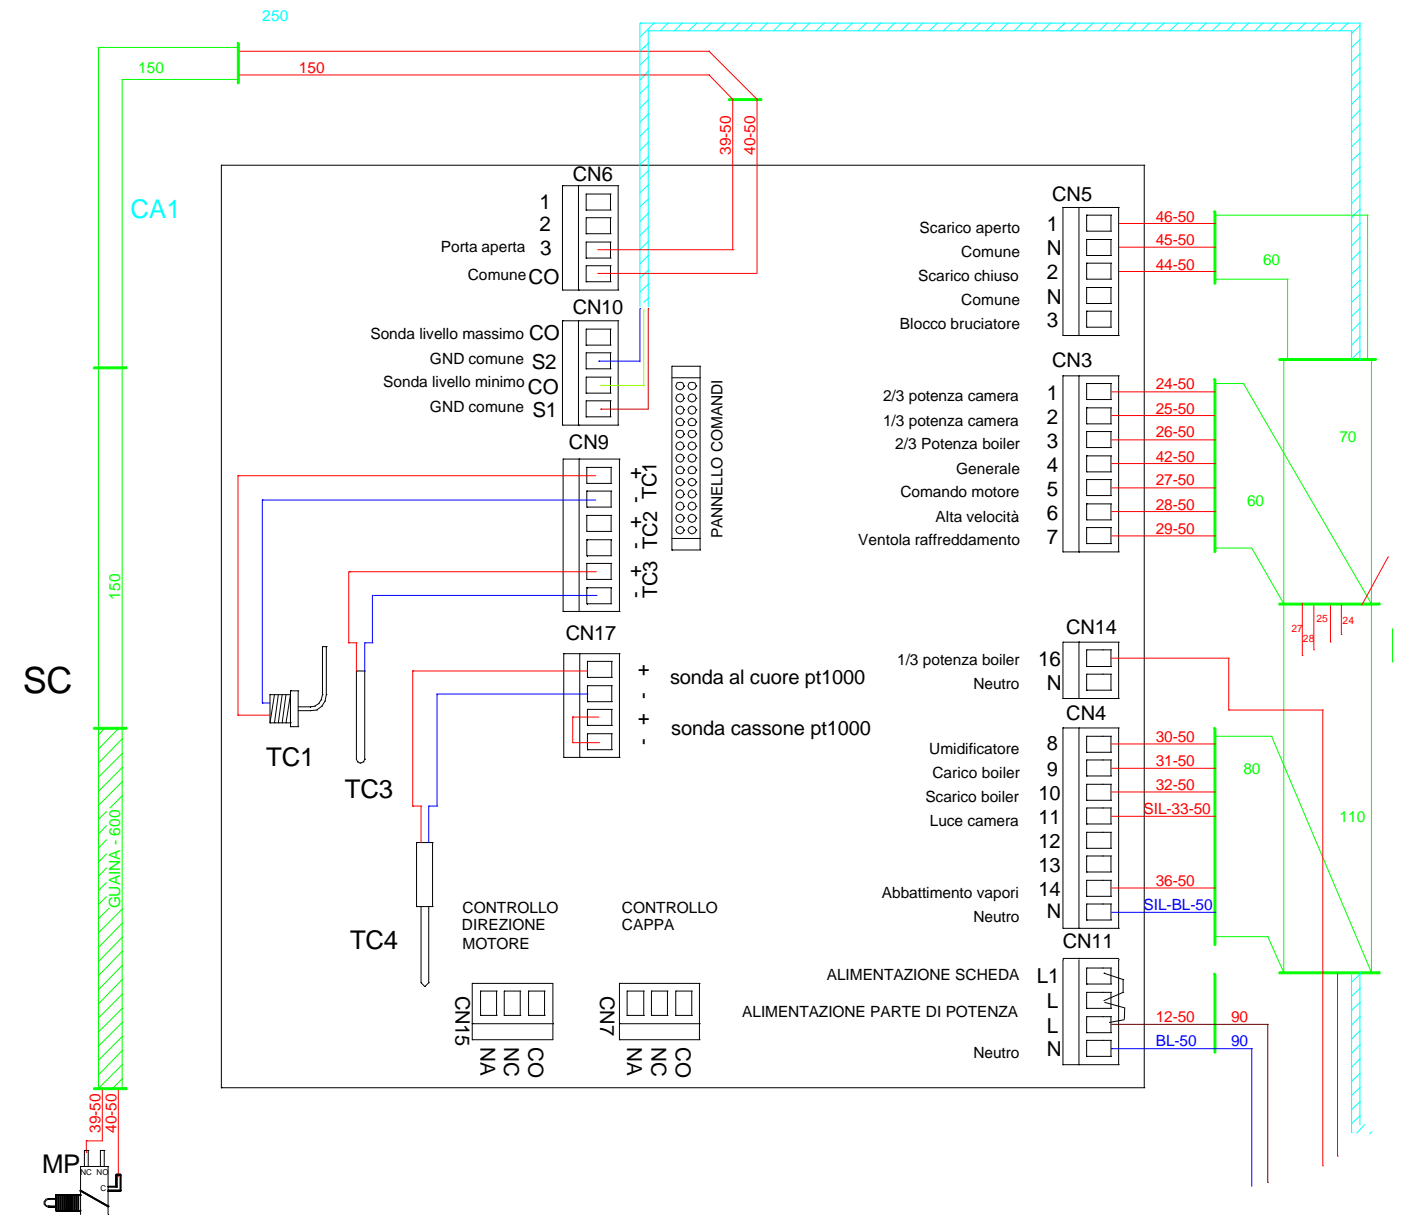 250
150
150
39-50
40-50
CA1
CN6
1
2
Porta aperta 3
Comune CO
CN10
Sonda livello massimo CO
GND comune S2
Sonda livello minimo CO
GND comune S1
CN9
+
-
TC1
+
-
TC2
+
-
TC3
PANNELLO COMANDI
CN17
+
-
sonda al cuore pt1000
+
-
sonda cassone pt1000
150
SC
GUAINA - 600
TC1
TC3
TC4
39-50
40-50
MP
NC NO
C
CONTROLLO
DIREZIONE
MOTORE
CONTROLLO
CAPPA
CN15
NA
NC
CO
CN7
NA
NC
CO
CN5
Scarico aperto 1 46-50
Comune N 45-50
Scarico chiuso 2 44-50
Comune N
Blocco bruciatore 3
60
CN3
2/3 potenza camera 1 24-50
1/3 potenza camera 2 25-50
2/3 Potenza boiler 3 26-50
Generale 4 42-50
Comando motore 5 27-50
Alta velocità 6 28-50
Ventola raffreddamento 7 29-50
60
70
27
28
25
24
CN14
1/3 potenza boiler 16
Neutro N
CN4
Umidificatore 8 30-50
Carico boiler 9 31-50
Scarico boiler 10 32-50
Luce camera 11 SIL-33-50
12
13
Abbattimento vapori 14 36-50
Neutro N SIL-BL-50
80
110
CN11
ALIMENTAZIONE SCHEDA L1
L
ALIMENTAZIONE PARTE DI POTENZA
L 12-50 90
Neutro N BL-50 90